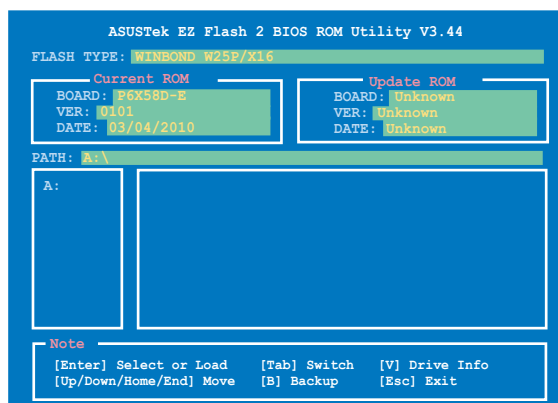 ASUSTek EZ Flash 2 BIOS ROM Utility V3.44
FLASH TYPE: WINBOND W25P/X16
Current ROM
BOARD: P6X58D-E
VER: 0101
DATE: 03/04/2010
Update ROM
BOARD: Unknown
VER: Unknown
DATE: Unknown
PATH: A:\
A:
Note
[Enter] Select or Load [Tab] Switch [V] Drive Info
[Up/Down/Home/End] Move [B] Backup [Esc] Exit